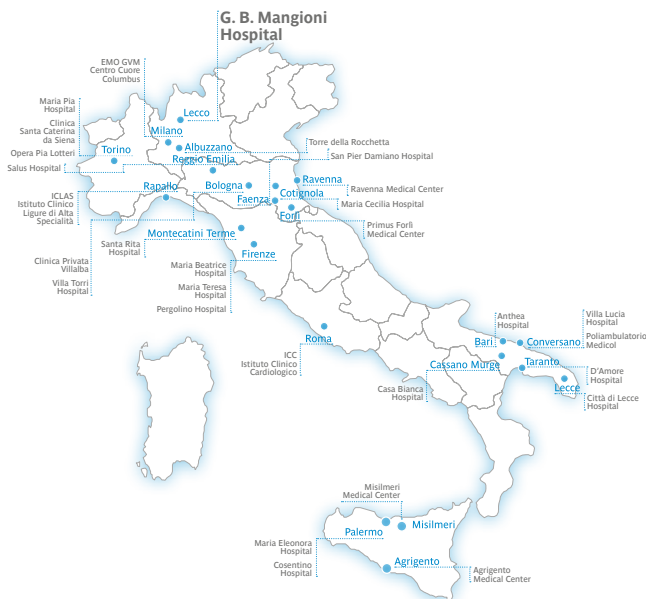 G. B. Mangioni
Hospital
EMO GVM
Centro Cuore
Columbus
Maria Pia
Hospital
Clinica
Santa Caterina
da Siena
Opera Pia Lotteri
Salus Hospital
Lecco
Milano
Albuzzano
Torino
Reggio Emilia
Torre della Rocchetta
San Pier Damiano Hospital
Rapallo
Bologna
Faenza
Ravenna
Cotignola
Forlì
Ravenna Medical Center
Maria Cecilia Hospital
Primus Forlì
Medical Center
ICLAS
Istituto Clinico
Ligure di Alta
Specialità
Santa Rita
Hospital
Montecatini Terme
Firenze
Clinica Privata
Villalba
Villa Torri
Hospital
Maria Beatrice
Hospital
Maria Teresa
Hospital
Pergolino Hospital
Roma
ICC
Istituto Clinico
Cardiologico
Anthea
Hospital
Villa Lucia
Hospital
Poliambulatorio
Medicol
Bari
Conversano
Cassano Murge
Taranto
Lecce
D'Amore
Hospital
Casa Bianca
Hospital
Città di Lecce
Hospital
Misilmeri
Medical Center
Palermo
Misilmeri
Maria Eleonora
Hospital
Cosentino
Hospital
Agrigento
Agrigento
Medical Center